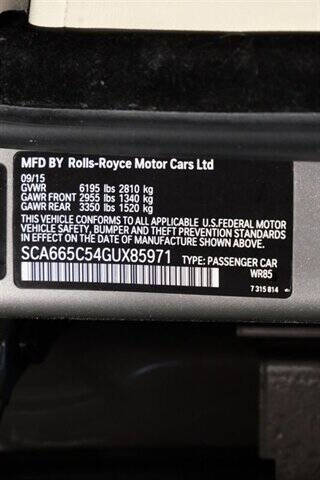 MFD BY Rolls-Royce Motor Cars Ltd
09/15
GVWR 6195 lbs 2810 kg
GAWR FRONT 2955 lbs 1340 kg
GAWR REAR 3350 lbs 1520 kg
THIS VEHICLE CONFORMS TO ALL APPLICABLE U.S.FEDERAL MOTOR
VEHICLE SAFETY, BUMPER, AND THEFT PREVENTION STANDARDS
IN EFFECT ON THE DATE OF MANUFACTURE SHOWN ABOVE.
SCA665C54GUX85971 TYPE: PASSENGER CAR
WR85
7 315 814